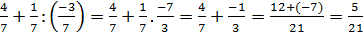 4/7 + 1/7 : (-3/7) = 4/7 + 1/7 . -7/3 = 4/7 + -1/3 = 12+(-7)/21 = 5/21